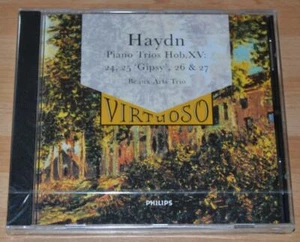 Haydn
Piano Trios Hob.XV:
24, 25 'Gipsy', 26 & 27
Beaux Arts Trio
VIRTUOSO
PHILIPS